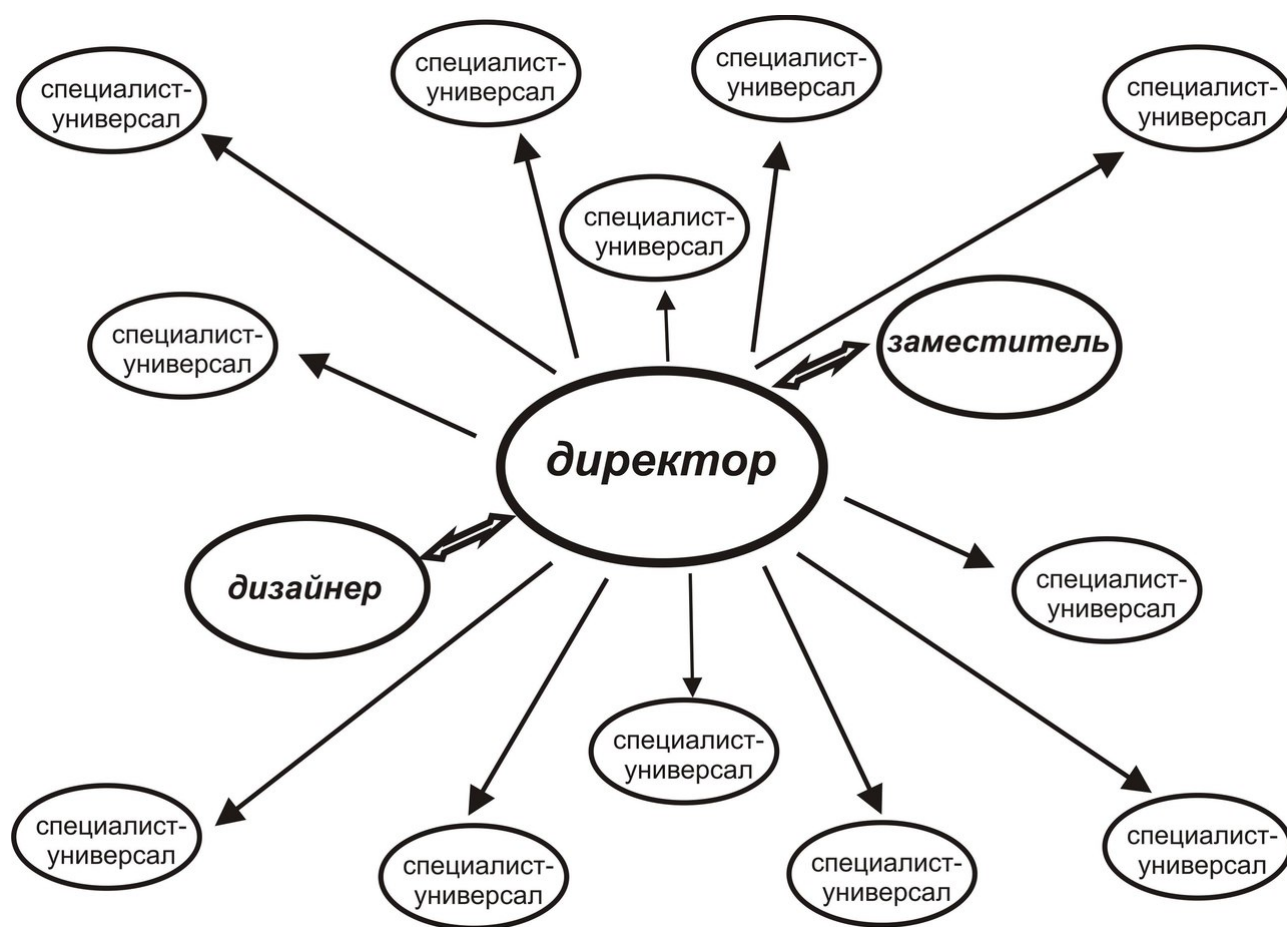 специалист-
универсал
специалист-
универсал
специалист-
универсал
специалист-
универсал
специалист-
универсал
специалист-
универсал
заместитель
директор
дизайнер
специалист-
универсал
специалист-
универсал
специалист-
универсал
специалист-
универсал
специалист-
универсал
специалист-
универсал